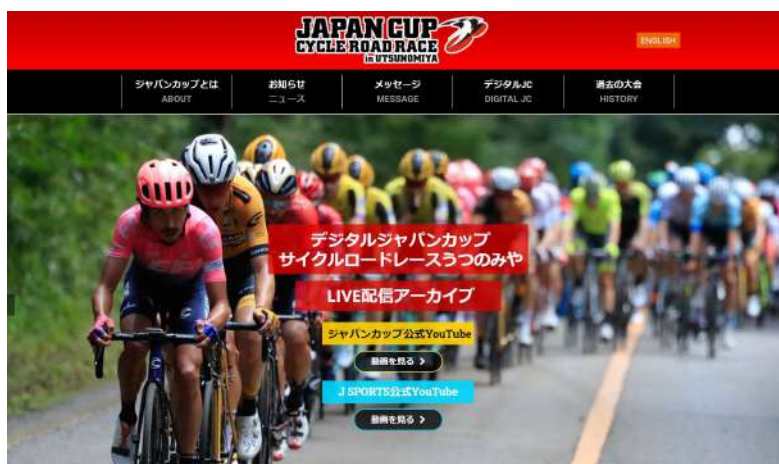 JAPAN CUP
CYCLE ROAD RACE
in UTSUNOMIYA
ENGLISH
ジャパンカップとは
ABOUT
お知らせ
ニュース
メッセージ
MESSAGE
デジタルJC
DIGITAL JC
過去の大会
HISTORY
デジタルジャパンカップ
サイクルロードレースうつのみや
LIVE配信アーカイブ
ジャパンカップ公式YouTube
動画を見る
J SPORTS公式YouTube
動画を見る